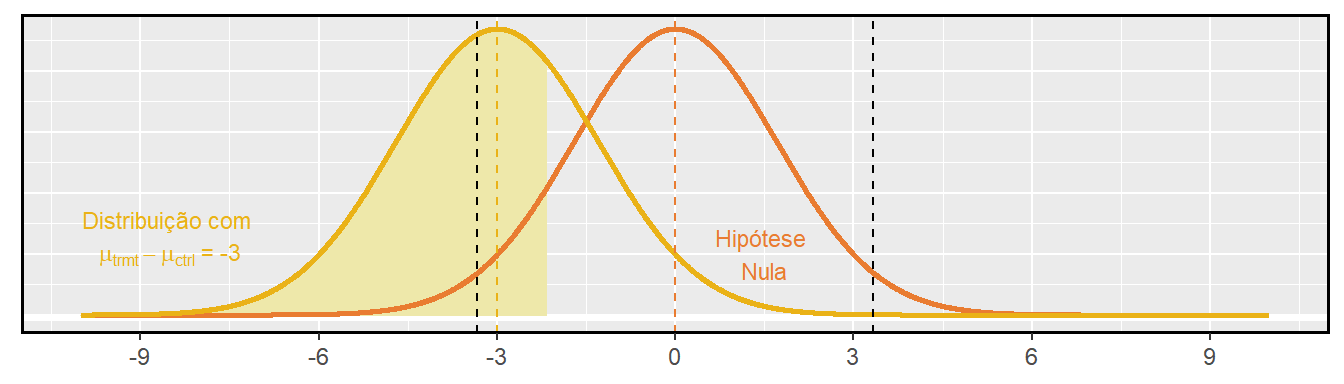 Distribuição com
μtrmt − μctrl = -3
Hipótese
Nula
-9 -6 -3 0 3 6 9